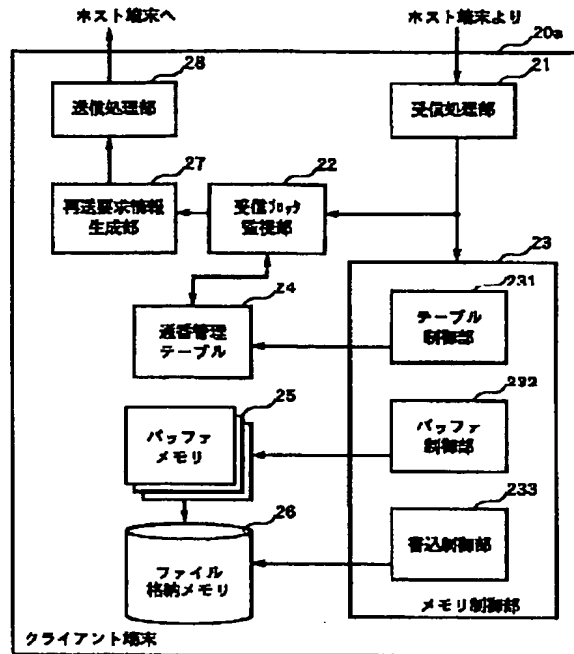 ホスト端末へ
ホスト端末より
20a
28
21
送信処理部
受信処理部
27
22
再送要求情報
生成部
受信ブロック
監視部
23
24
231
通番管理
テーブル
テーブル
制御部
25
232
バッファ
メモリ
バッファ
制御部
26
233
ファイル
格納メモリ
書込制御部
メモリ制御部
クライアント端末